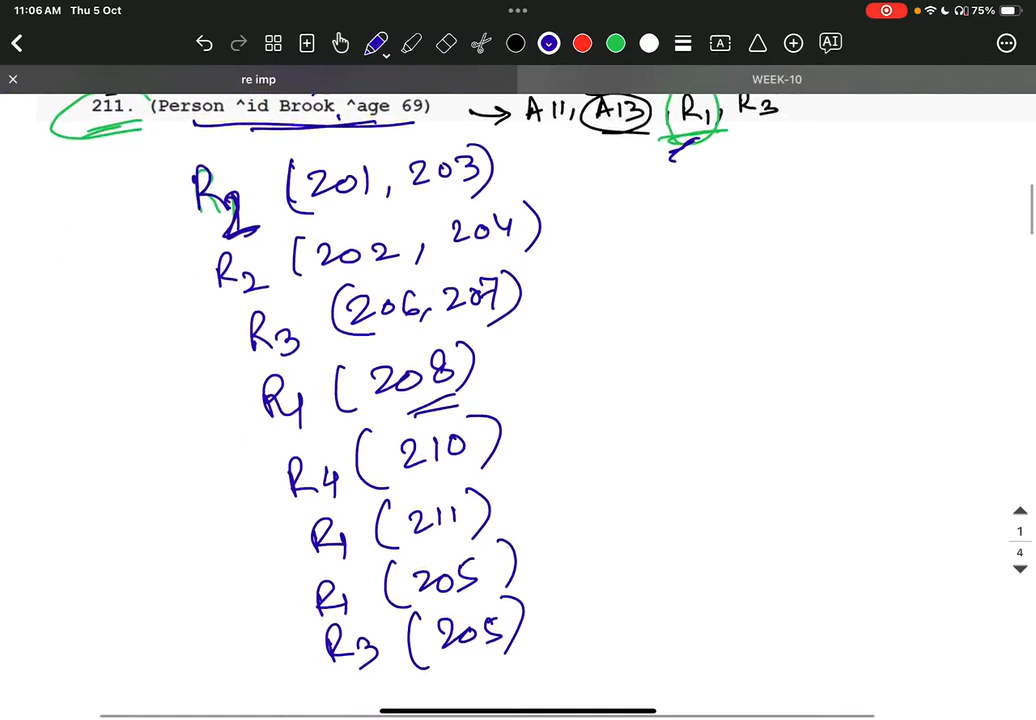 11:06 AM Thu 5 Oct
75%
A
AI
re imp
WEEK-10
211. (Person ^id Brook ^age 69) → A11, A13, R1, R3
(201, 203)
R2 (202, 204)
R3 (206, 207)
R1 (208)
R4 (210)
R1 (211)
R1 (205)
R3 (205)
1
4